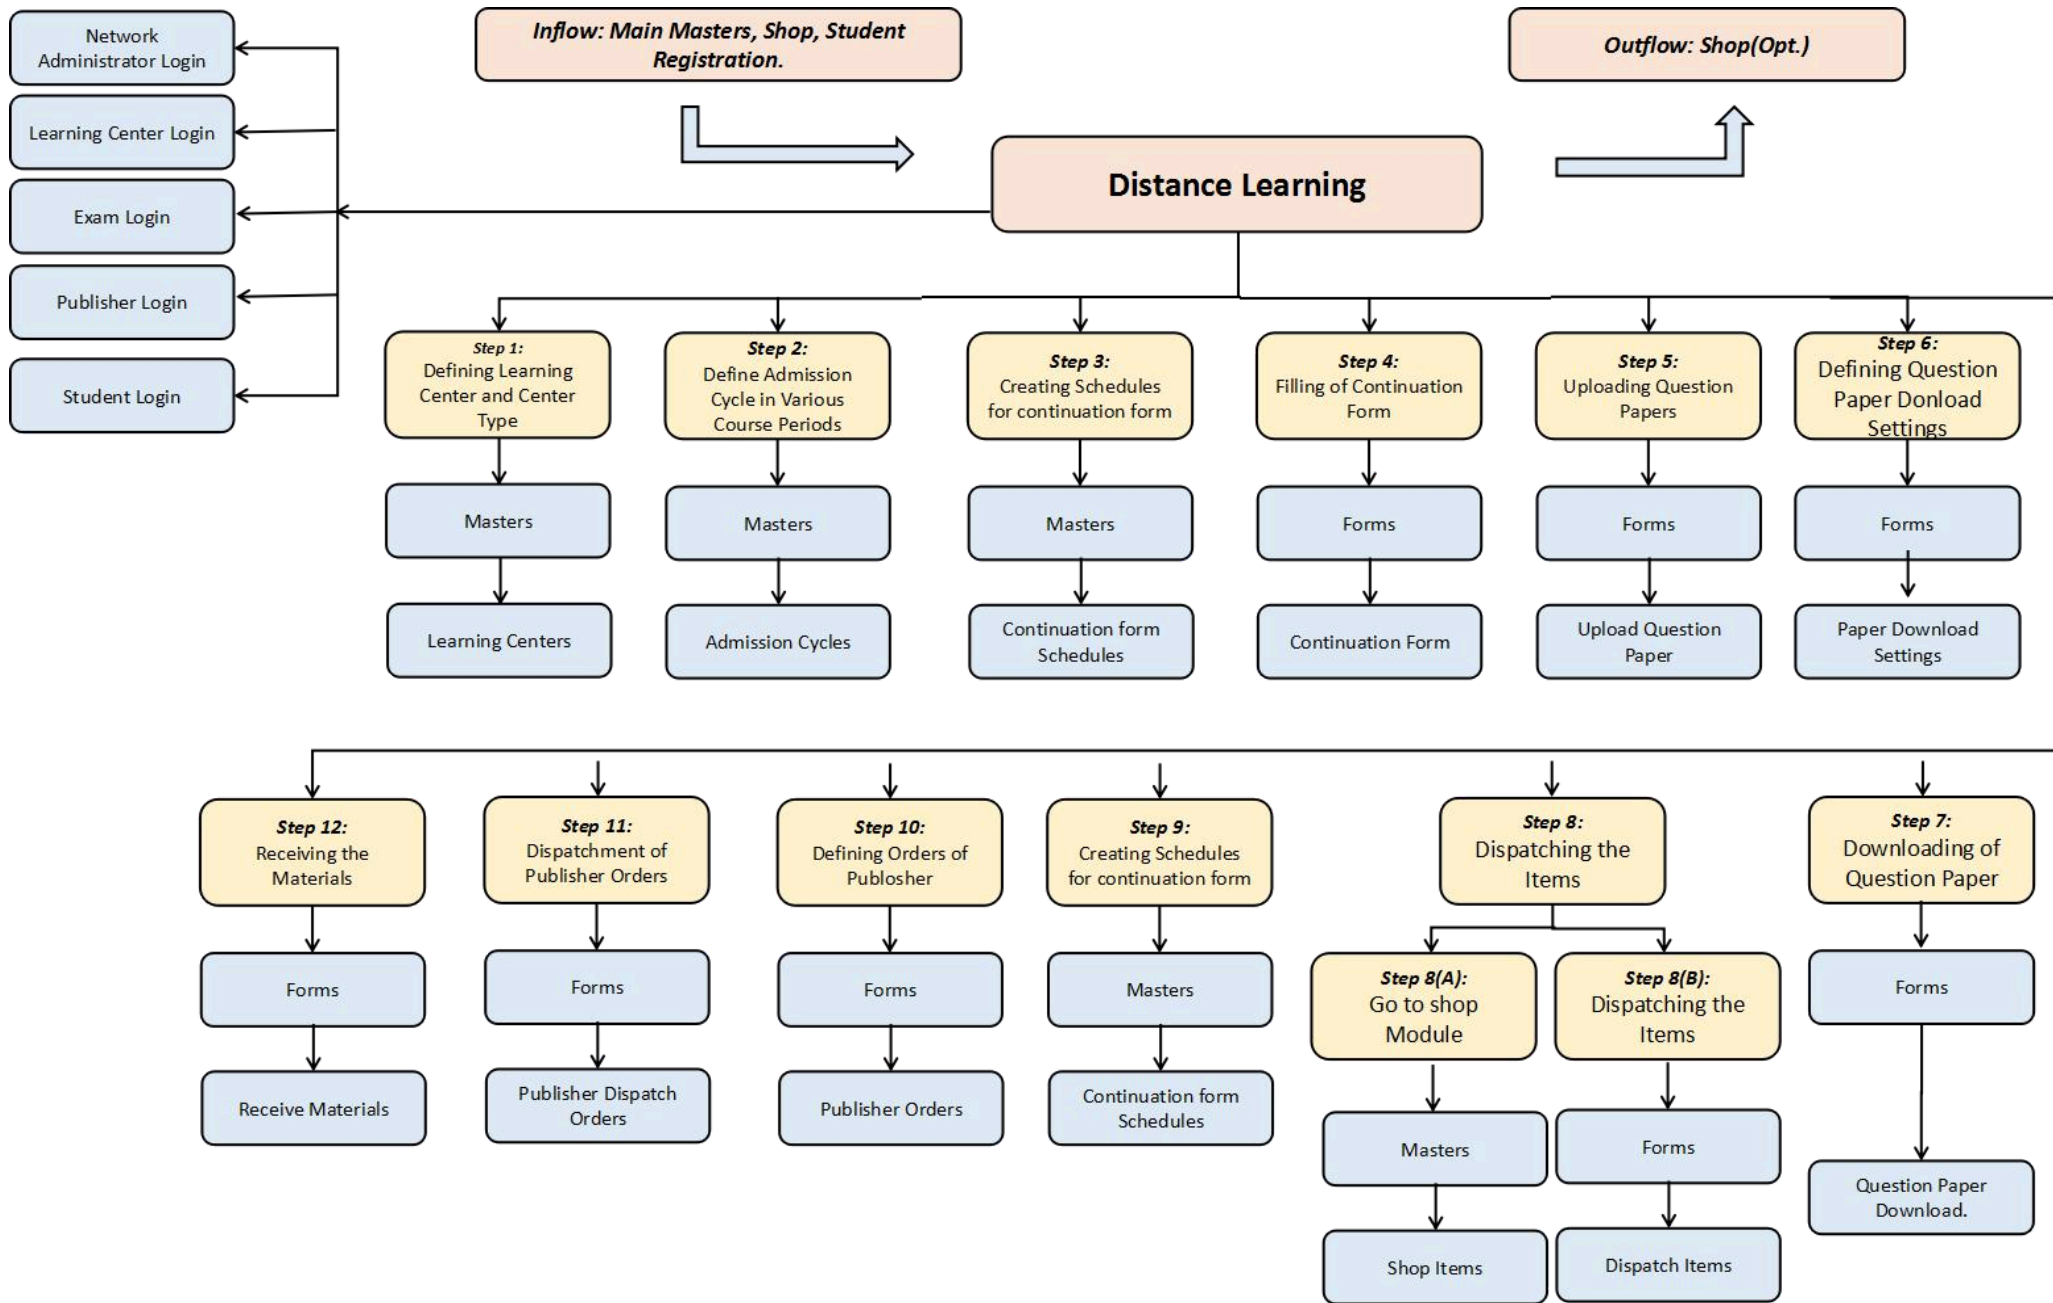 Network
Administrator Login
Learning Center Login
Exam Login
Publisher Login
Student Login
Inflow: Main Masters, Shop, Student
Registration.
Outflow: Shop(Opt.)
Distance Learning
Step 1:
Defining Learning
Center and Center
Type
Masters
Learning Centers
Step 2:
Define Admission
Cycle in Various
Course Periods
Masters
Admission Cycles
Step 3:
Creating Schedules
for continuation form
Masters
Continuation form
Schedules
Step 4:
Filling of Continuation
Form
Forms
Continuation Form
Step 5:
Uploading Question
Papers
Forms
Upload Question
Paper
Step 6:
Defining Question
Paper Donload
Settings
Forms
Paper Download
Settings
Step 12:
Receiving the
Materials
Forms
Receive Materials
Step 11:
Dispatchment of
Publisher Orders
Forms
Publisher Dispatch
Orders
Step 10:
Defining Orders of
Publosher
Forms
Publisher Orders
Step 9:
Creating Schedules
for continuation form
Masters
Continuation form
Schedules
Step 8:
Dispatching the
Items
Step 8(A):
Go to shop
Module
Masters
Shop Items
Step 8(B):
Dispatching the
Items
Forms
Dispatch Items
Step 7:
Downloading of
Question Paper
Forms
Question Paper
Download.